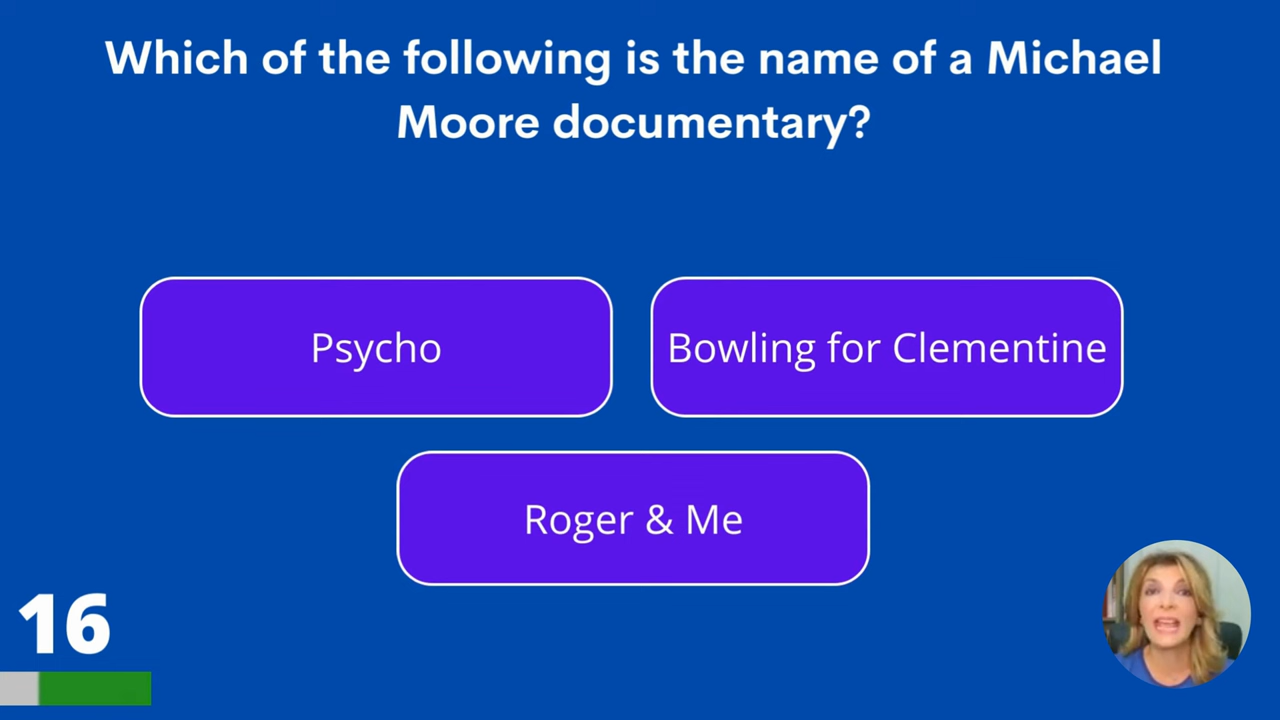 Which of the following is the name of a Michael
Moore documentary?
Psycho
Bowling for Clementine
Roger & Me
16